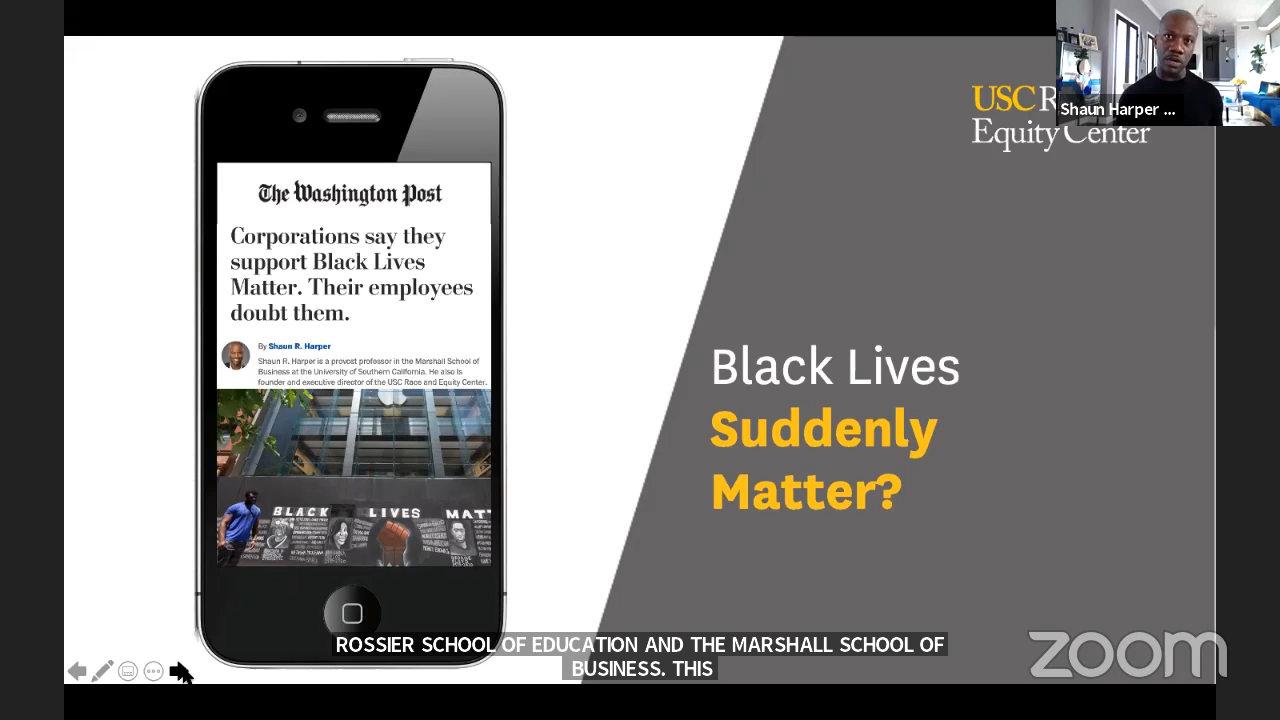 The Washington Post
Corporations say they
support Black Lives
Matter. Their employees
doubt them.
By Shaun R. Harper
Shaun R. Harper is a provost professor in the Marshall School of
Business at the University of Southern California. He also is
founder and executive director of the USC Race and Equity Center.
BLACK LIVES MATT
USC R
Equity Center
Shaun Harper ...
Black Lives
Suddenly
Matter?
ROSSIER SCHOOL OF EDUCATION AND THE MARSHALL SCHOOL OF
BUSINESS. THIS
zoom